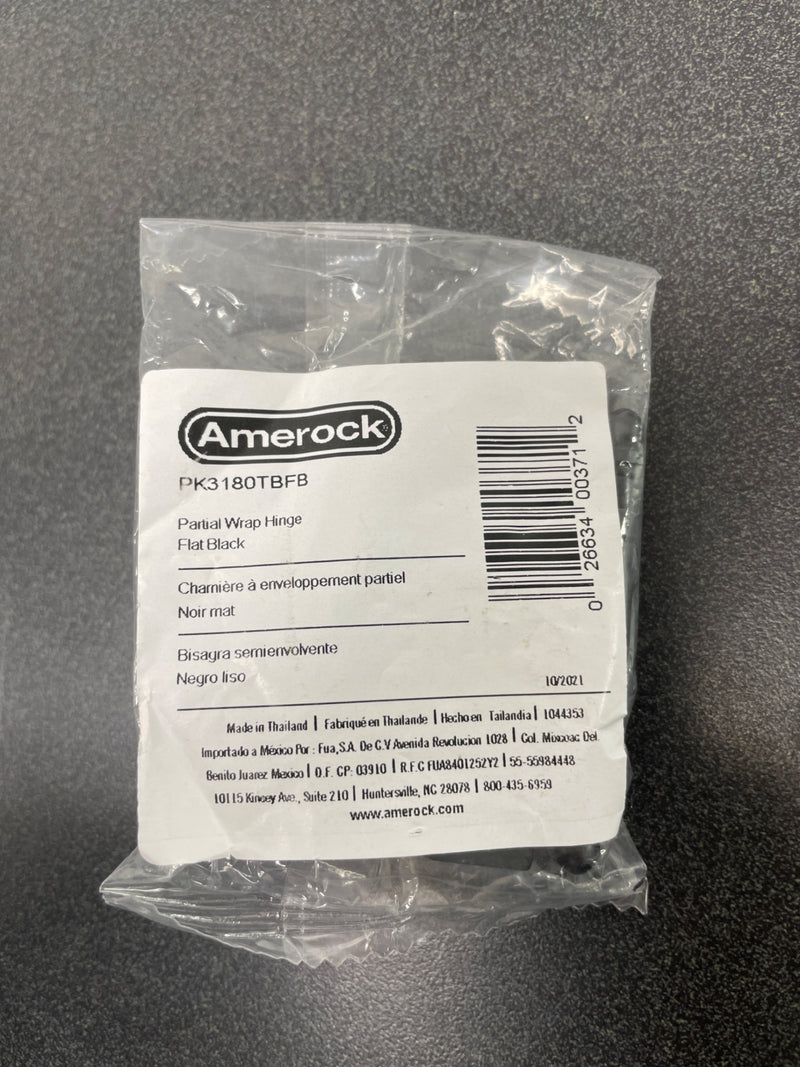 Amerock
PK3180TBFB
Partial Wrap Hinge
Flat Black
Charnière à enveloppement partiel
Noir mat
Bisagra semienvolvente
Negro liso
0 26634 00371 2
10/2021
Made in Thailand | Fabriqué en Thailande | Hecho en Tailandia | 1044353
Importado a México Por : Fua,S.A. De C.V Avenida Revolucion 1028 | Col. Mixcoac Del.
Benito Juarez Mexico | D.F. CP: 03910 | R.F.C FUA8401252Y2 | 55-55984448
10115 Kincey Ave., Suite 210 | Huntersville, NC 28078 | 800-435-6959
www.amerock.com